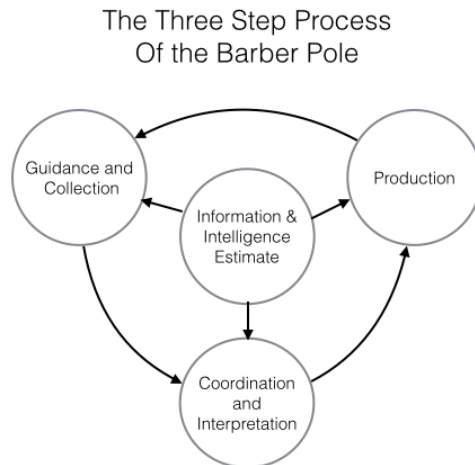 The Three Step Process
Of the Barber Pole
Guidance and
Collection
Production
Information &
Intelligence
Estimate
Coordination
and
Interpretation